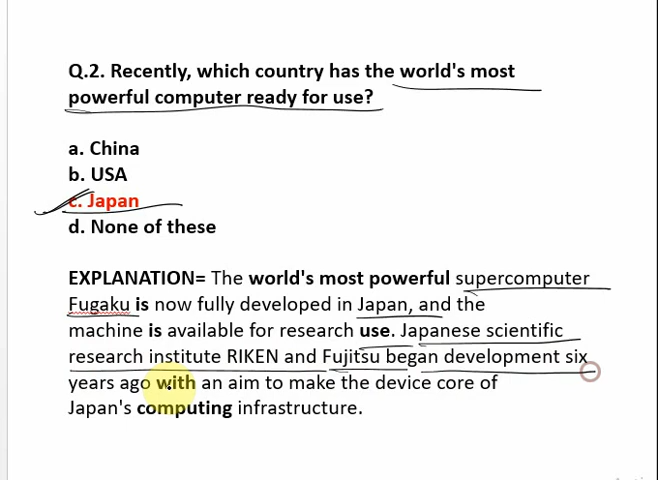 Q.2. Recently, which country has the world's most
powerful computer ready for use?
a. China
b. USA
c. Japan
d. None of these
EXPLANATION= The world's most powerful supercomputer
Fugaku is now fully developed in Japan, and the
machine is available for research use. Japanese scientific
research institute RIKEN and Fujitsu began development six
years ago with an aim to make the device core of
Japan's computing infrastructure.